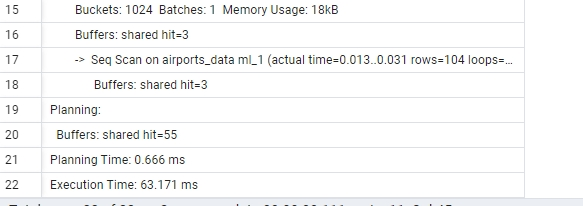 15 Buckets: 1024 Batches: 1 Memory Usage: 18kB
16 Buffers: shared hit=3
17 -> Seq Scan on airports_data ml_1 (actual time=0.013..0.031 rows=104 loops=...
18 Buffers: shared hit=3
19 Planning:
20 Buffers: shared hit=55
21 Planning Time: 0.666 ms
22 Execution Time: 63.171 ms